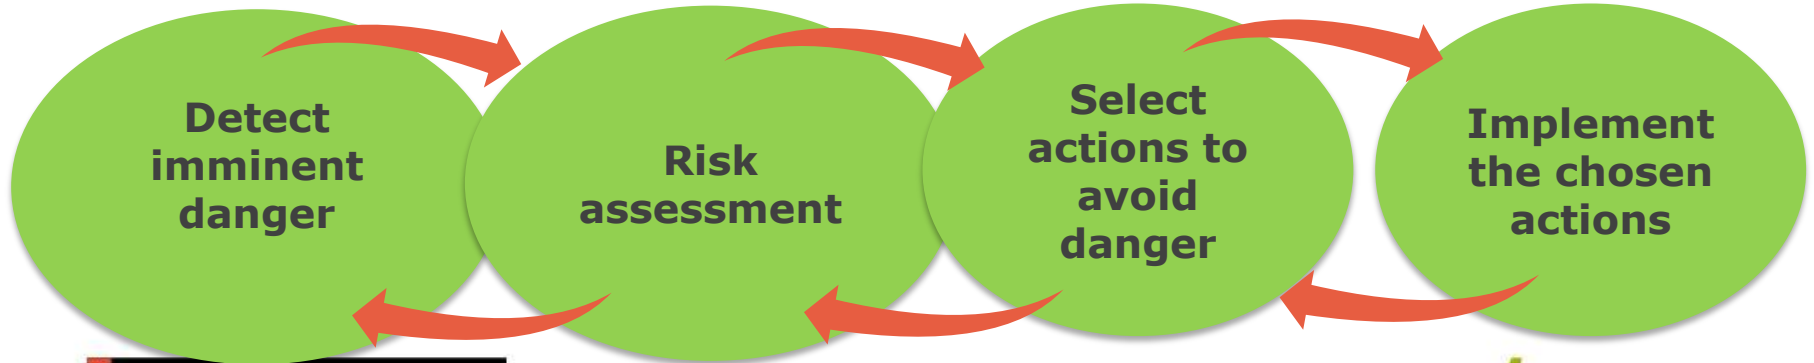 Detect
imminent
danger
Risk
assessment
Select
actions to
avoid
danger
Implement
the chosen
actions